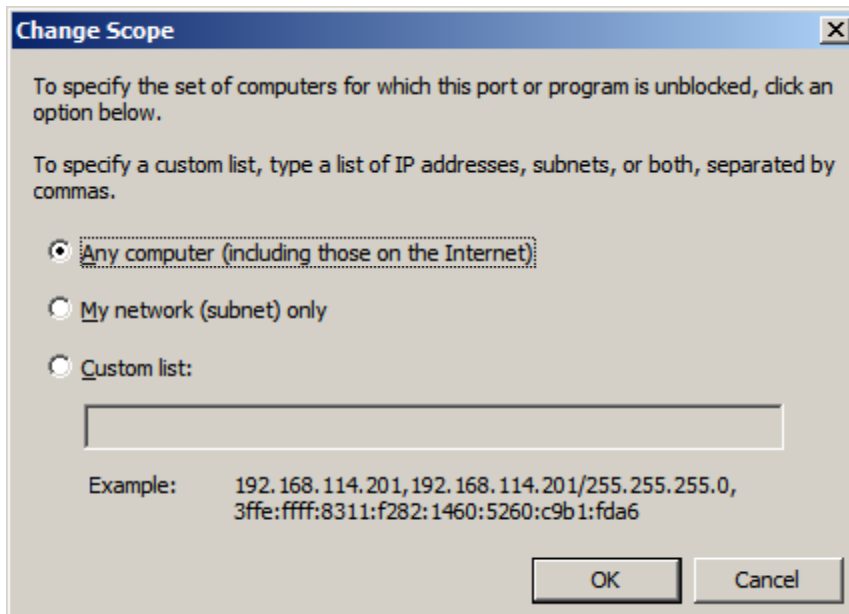 Change Scope
To specify the set of computers for which this port or program is unblocked, click an
option below.
To specify a custom list, type a list of IP addresses, subnets, or both, separated by
commas.
Any computer (including those on the Internet)
My network (subnet) only
Custom list:
Example: 192.168.114.201,192.168.114.201/255.255.255.0,
3ffe:ffff:8311:f282:1460:5260:c9b1:fda6
OK Cancel